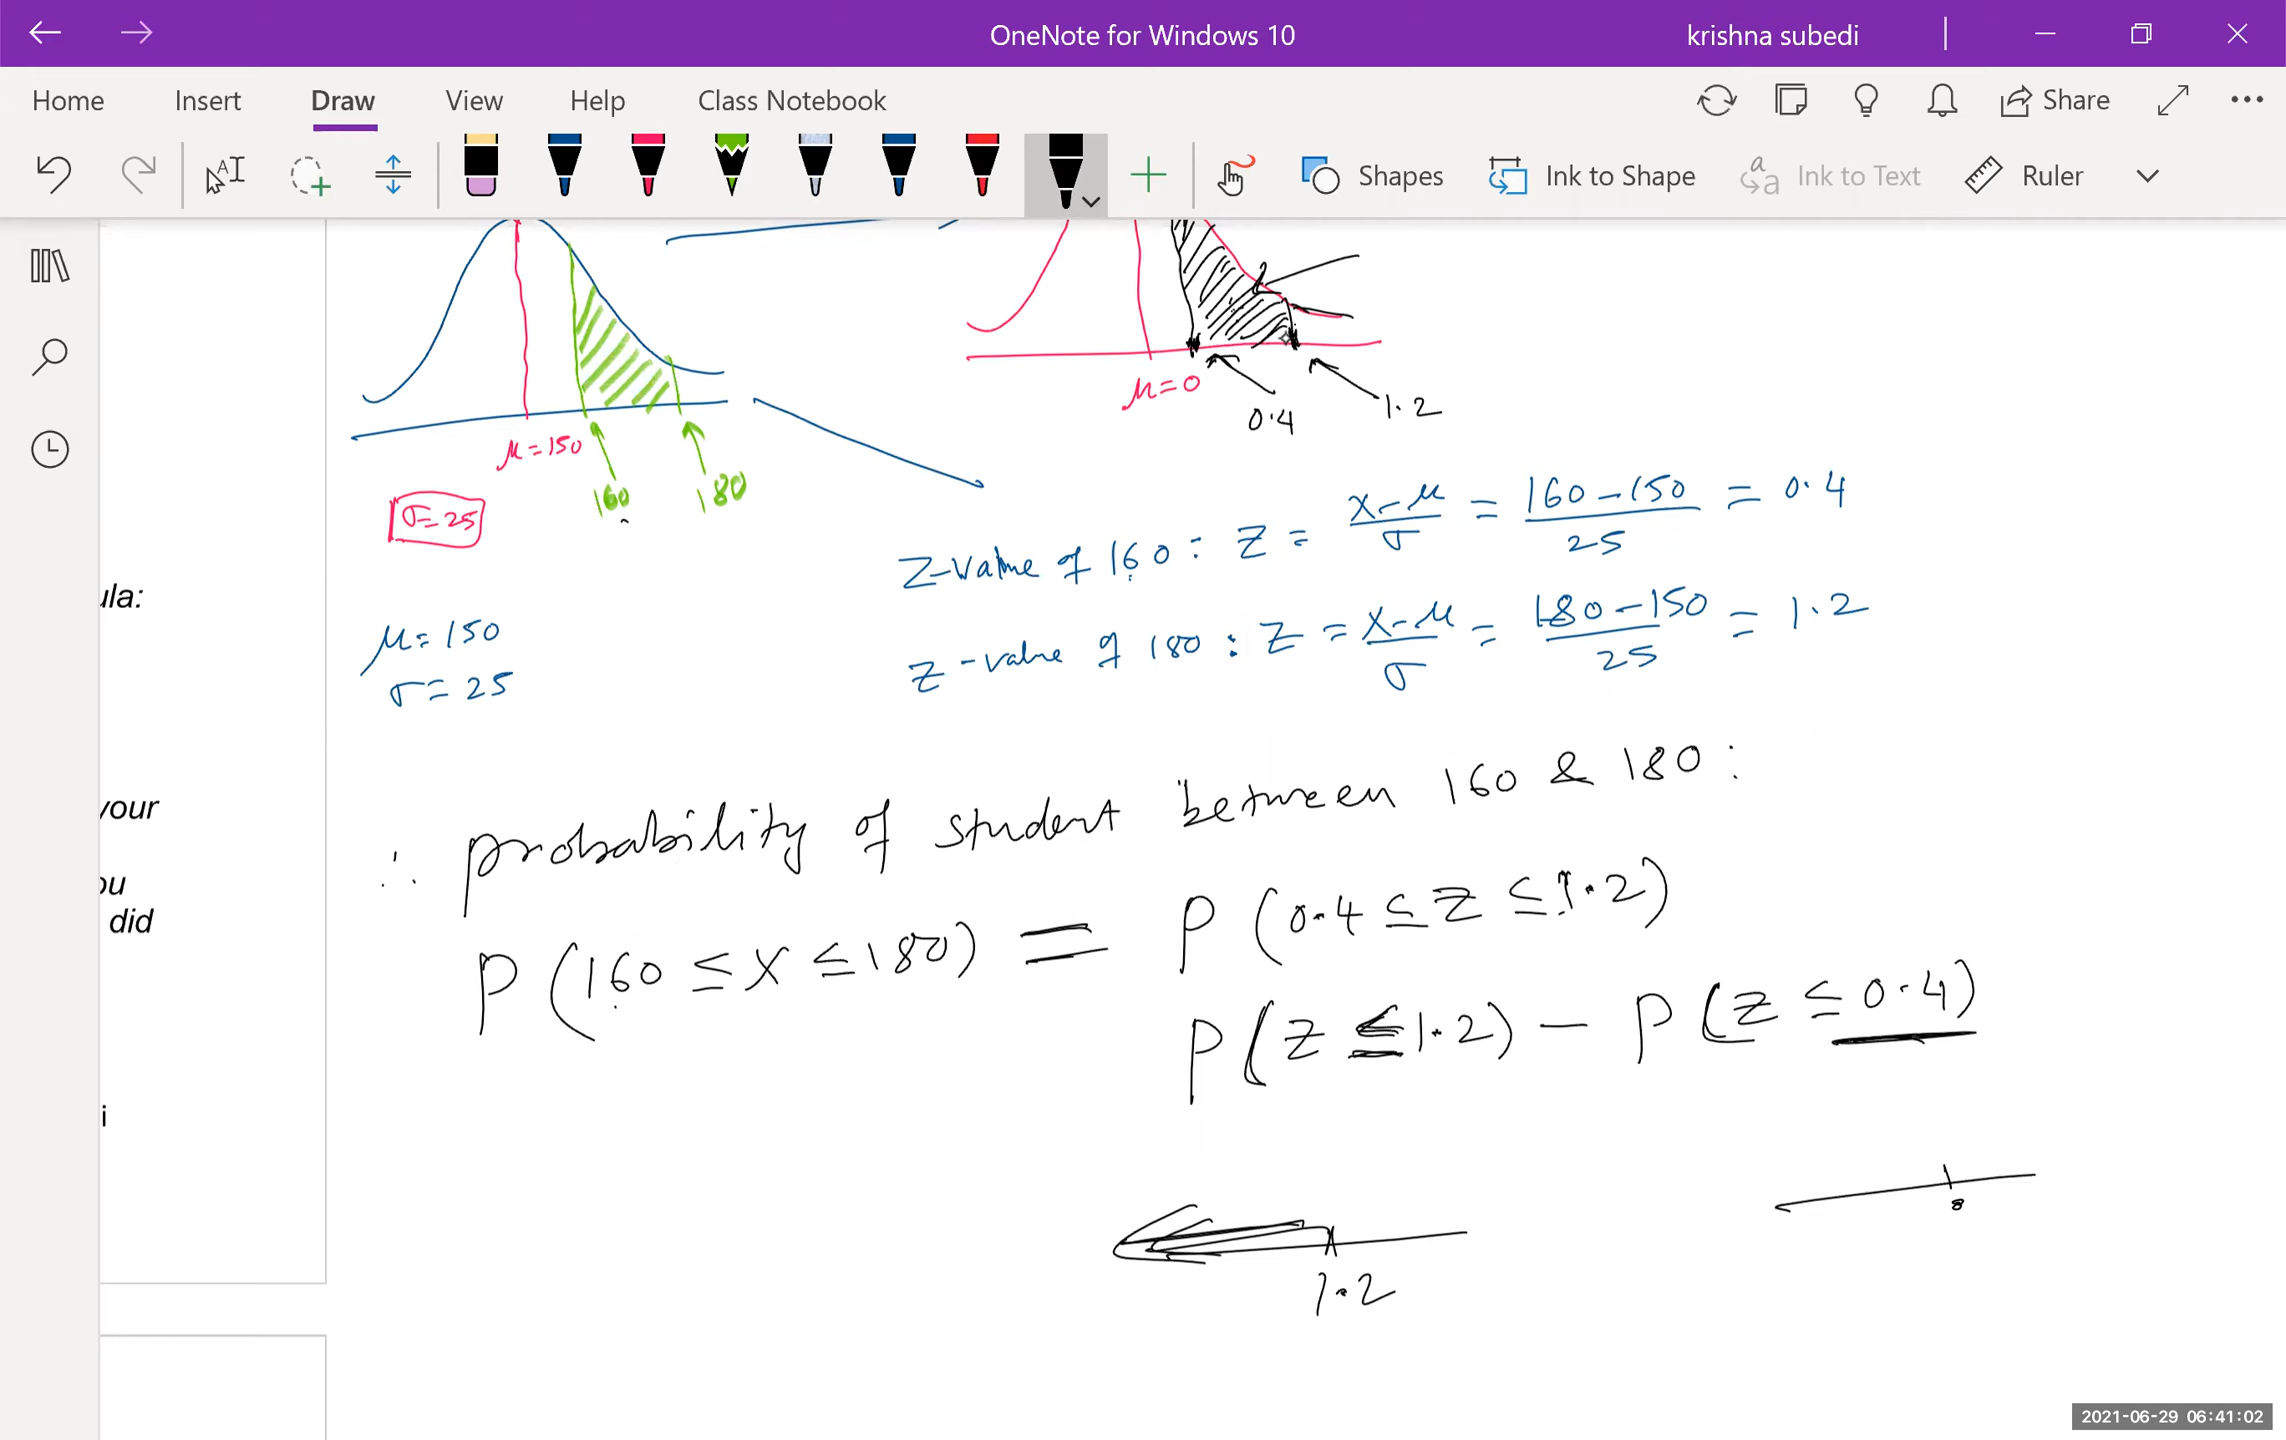 OneNote for Windows 10
krishna subedi
Home Insert Draw View Help Class Notebook
Share
Shapes Ink to Shape Ink to Text Ruler
μ=150
160
180
σ=25
μ=0
0.4
1.2
ula:
μ=150
σ=25
Z-value of 160: Z = x-μ/σ = 160-150/25 = 0.4
Z-value of 180: Z = x-μ/σ = 180-150/25 = 1.2
your
ou
did
i
∴ probability of student between 160 & 180:
P(160 ≤ x ≤ 180) = P(0.4 ≤ Z ≤ 1.2)
P(Z ≤ 1.2) - P(Z ≤ 0.4)
1.2
2021-06-29 06:41:02